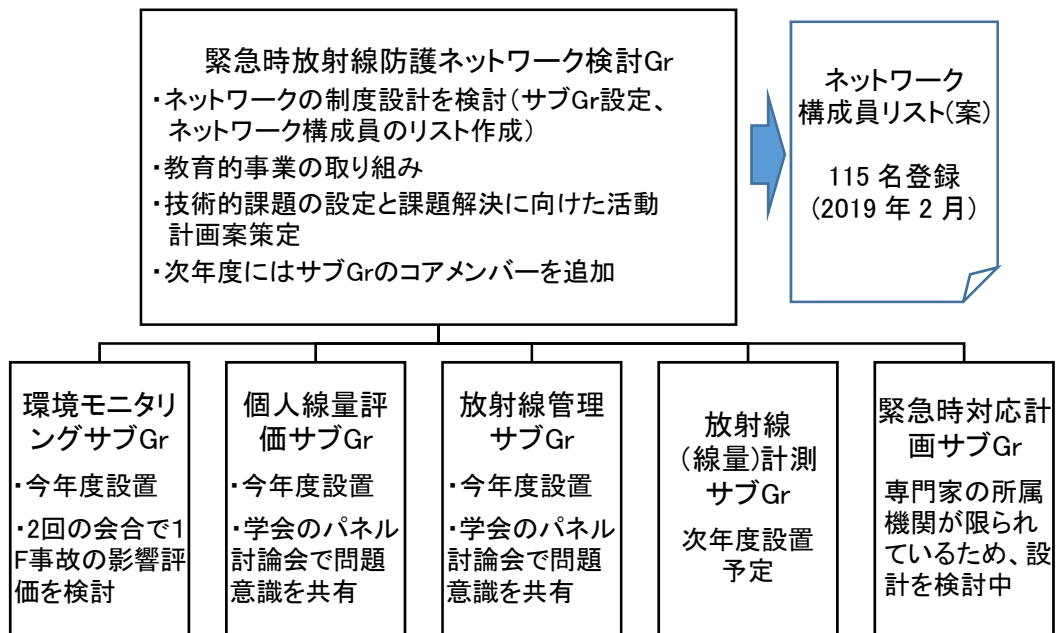 緊急時放射線防護ネットワーク検討Gr
・ネットワークの制度設計を検討（サブGr設定、
ネットワーク構成員のリスト作成）
・教育的事業の取り組み
・技術的課題の設定と課題解決に向けた活動
計画案策定
・次年度にはサブGrのコアメンバーを追加
ネットワーク
構成員リスト(案)
115 名登録
(2019 年 2 月)
環境モニタリ
ングサブGr
・今年度設置
・2回の会合で1
F事故の影響評
価を検討
個人線量評
価サブGr
・今年度設置
・学会のパネル
討論会で問題
意識を共有
放射線管理
サブGr
・今年度設置
・学会のパネル
討論会で問題
意識を共有
放射線
（線量）計測
サブGr
次年度設置
予定
緊急時対応計
画サブGr
専門家の所属
機関が限られ
ているため、設
計を検討中